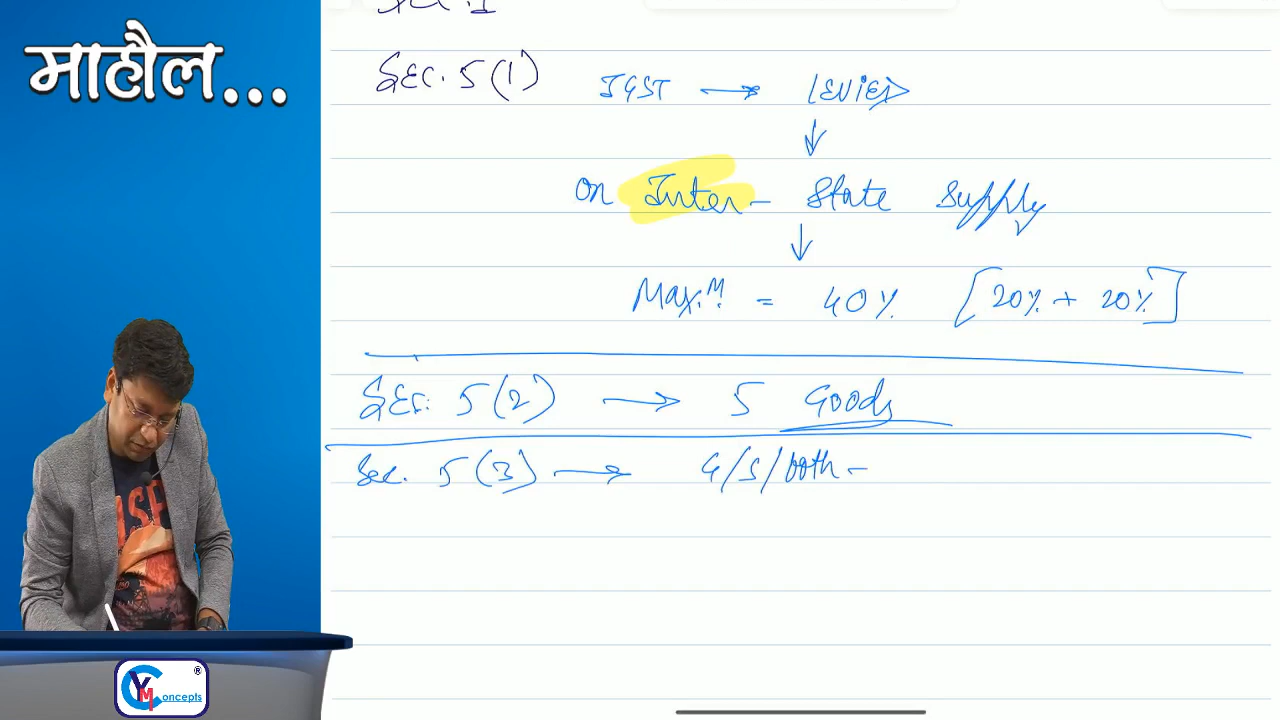 माहौल...
SEC. 5(1)
IGST → LEVIED
↓
on Inter - State Supply
↓
Max.M. = 40% [20% + 20%]
SEC. 5(2) → 5 Goods
Sec. 5(3) → G/S/both -
CYM Concepts ®